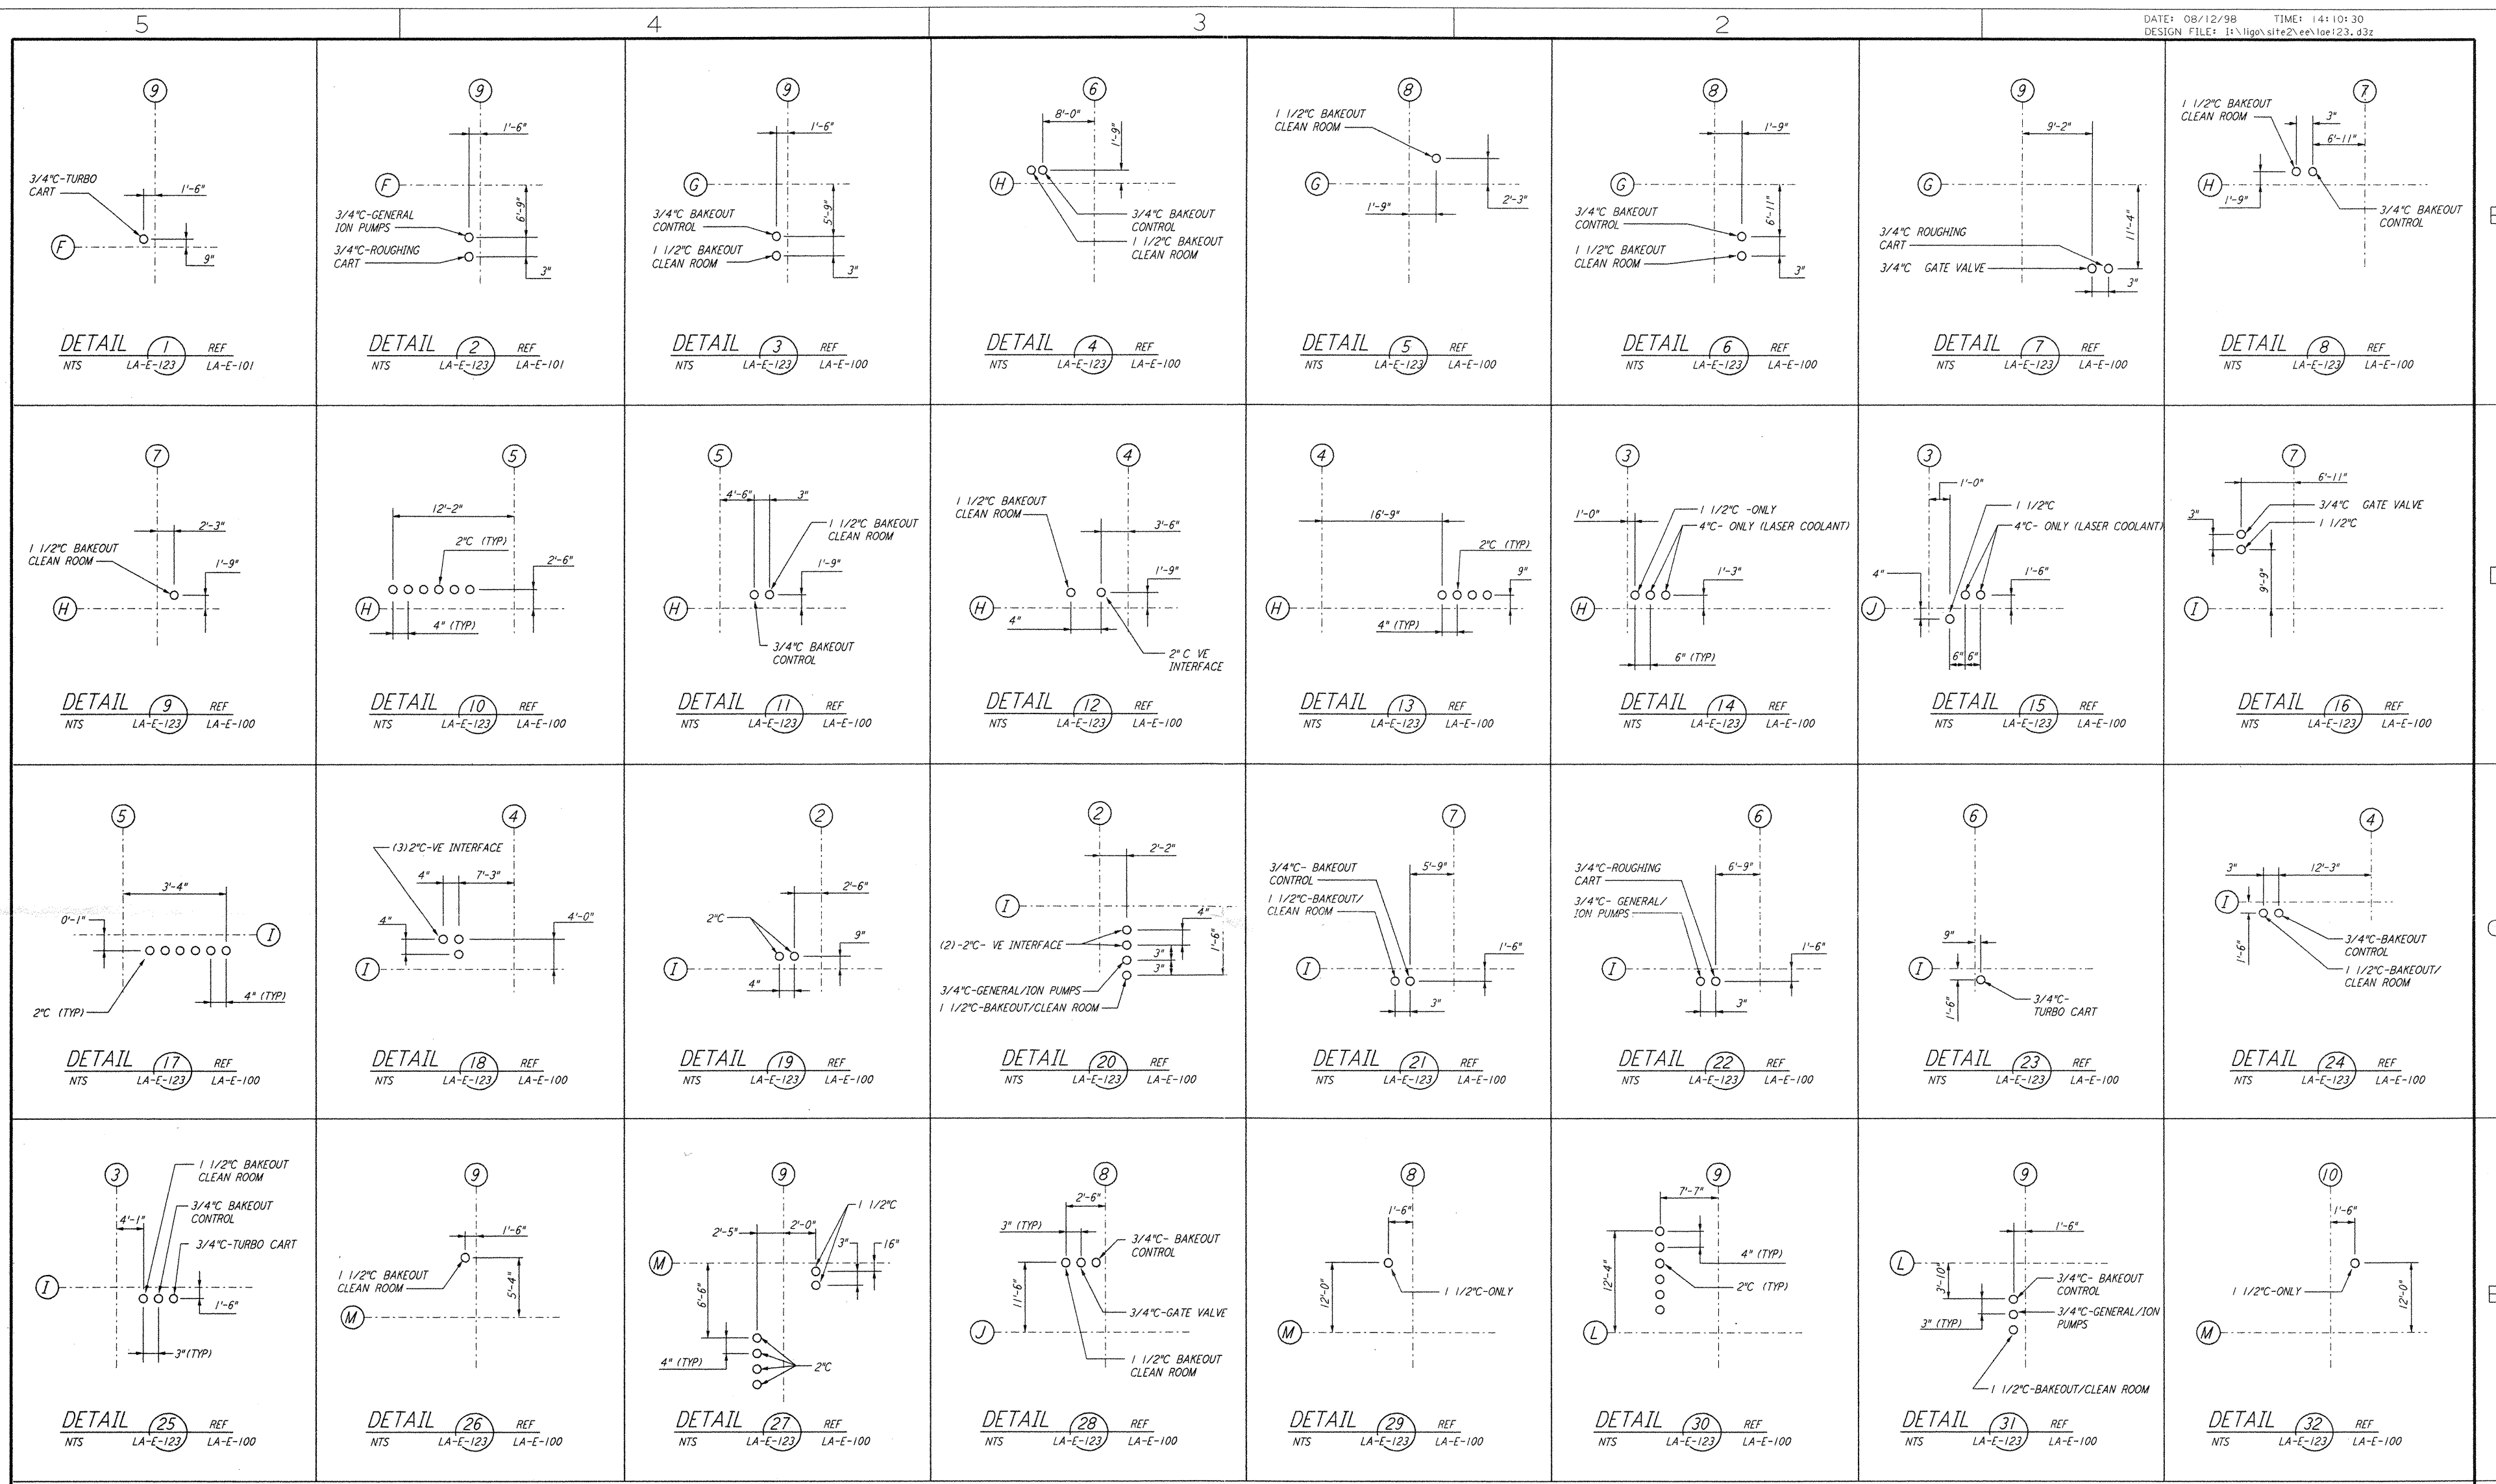 5
4
3
2
DATE: 08/12/98 TIME: 14:10:30
DESIGN FILE: I:\ligo\site2\ee\lae123.d3z
9
3/4"C-TURBO
CART
1'-6"
F
9"
DETAIL 1 REF
NTS LA-E-123 LA-E-101
9
1'-6"
F
3/4"C-GENERAL
ION PUMPS
6'-9"
3/4"C-ROUGHING
CART
3"
DETAIL 2 REF
NTS LA-E-123 LA-E-101
9
1'-6"
G
3/4"C BAKEOUT
CONTROL
5'-9"
1 1/2"C BAKEOUT
CLEAN ROOM
3"
DETAIL 3 REF
NTS LA-E-123 LA-E-100
6
8'-0"
1'-9"
H
3/4"C BAKEOUT
CONTROL
1 1/2"C BAKEOUT
CLEAN ROOM
DETAIL 4 REF
NTS LA-E-123 LA-E-100
8
1 1/2"C BAKEOUT
CLEAN ROOM
G
1'-9"
2'-3"
DETAIL 5 REF
NTS LA-E-123 LA-E-100
8
1'-9"
G
3/4"C BAKEOUT
CONTROL
6'-11"
1 1/2"C BAKEOUT
CLEAN ROOM
3"
DETAIL 6 REF
NTS LA-E-123 LA-E-100
9
9'-2"
G
11'-4"
3/4"C ROUGHING
CART
3/4"C GATE VALVE
3"
DETAIL 7 REF
NTS LA-E-123 LA-E-100
7
1 1/2"C BAKEOUT
CLEAN ROOM
3"
6'-11"
H
1'-9"
3/4"C BAKEOUT
CONTROL
DETAIL 8 REF
NTS LA-E-123 LA-E-100
7
2'-3"
1 1/2"C BAKEOUT
CLEAN ROOM
1'-9"
H
DETAIL 9 REF
NTS LA-E-123 LA-E-100
5
12'-2"
2"C (TYP)
2'-6"
H
4" (TYP)
DETAIL 10 REF
NTS LA-E-123 LA-E-100
5
4'-6"
3"
1 1/2"C BAKEOUT
CLEAN ROOM
1'-9"
H
3/4"C BAKEOUT
CONTROL
DETAIL 11 REF
NTS LA-E-123 LA-E-100
4
1 1/2"C BAKEOUT
CLEAN ROOM
3'-6"
1'-9"
H
4"
2" C VE
INTERFACE
DETAIL 12 REF
NTS LA-E-123 LA-E-100
4
16'-9"
2"C (TYP)
9"
H
4" (TYP)
DETAIL 13 REF
NTS LA-E-123 LA-E-100
3
1'-0"
1 1/2"C -ONLY
4"C- ONLY (LASER COOLANT)
1'-3"
H
6" (TYP)
DETAIL 14 REF
NTS LA-E-123 LA-E-100
3
1'-0"
1 1/2"C
4"C- ONLY (LASER COOLANT)
4"
1'-6"
J
6"
6"
DETAIL 15 REF
NTS LA-E-123 LA-E-100
7
6'-11"
3/4"C GATE VALVE
3"
1 1/2"C
9'-9"
I
DETAIL 16 REF
NTS LA-E-123 LA-E-100
5
3'-4"
0'-1"
I
4" (TYP)
2"C (TYP)
DETAIL 17 REF
NTS LA-E-123 LA-E-100
4
(3)2"C-VE INTERFACE
4"
7'-3"
4"
4'-0"
I
DETAIL 18 REF
NTS LA-E-123 LA-E-100
2
2'-6"
2"C
9"
I
4"
DETAIL 19 REF
NTS LA-E-123 LA-E-100
2
2'-2"
I
4"
(2)-2"C- VE INTERFACE
1'-6"
3"
3"
3/4"C-GENERAL/ION PUMPS
1 1/2"C-BAKEOUT/CLEAN ROOM
DETAIL 20 REF
NTS LA-E-123 LA-E-100
7
3/4"C- BAKEOUT
CONTROL
5'-9"
1 1/2"C-BAKEOUT/
CLEAN ROOM
1'-6"
I
3"
DETAIL 21 REF
NTS LA-E-123 LA-E-100
6
3/4"C-ROUGHING
CART
6'-9"
3/4"C- GENERAL/
ION PUMPS
1'-6"
I
3"
DETAIL 22 REF
NTS LA-E-123 LA-E-100
6
9"
I
1'-6"
3/4"C-
TURBO CART
DETAIL 23 REF
NTS LA-E-123 LA-E-100
4
3"
12'-3"
I
1'-6"
3/4"C-BAKEOUT
CONTROL
1 1/2"C-BAKEOUT/
CLEAN ROOM
DETAIL 24 REF
NTS LA-E-123 LA-E-100
3
1 1/2"C BAKEOUT
CLEAN ROOM
3/4"C BAKEOUT
CONTROL
4'-1"
3/4"C-TURBO CART
I
1'-6"
3"(TYP)
DETAIL 25 REF
NTS LA-E-123 LA-E-100
9
1'-6"
1 1/2"C BAKEOUT
CLEAN ROOM
5'-4"
M
DETAIL 26 REF
NTS LA-E-123 LA-E-100
9
1 1/2"C
2'-5"
2'-0"
3"
16"
M
6'-6"
4" (TYP)
2"C
DETAIL 27 REF
NTS LA-E-123 LA-E-100
8
2'-6"
3" (TYP)
3/4"C- BAKEOUT
CONTROL
11'-6"
3/4"C-GATE VALVE
J
1 1/2"C BAKEOUT
CLEAN ROOM
DETAIL 28 REF
NTS LA-E-123 LA-E-100
8
1'-6"
12'-0"
1 1/2"C-ONLY
M
DETAIL 29 REF
NTS LA-E-123 LA-E-100
9
7'-7"
4" (TYP)
12'-4"
2"C (TYP)
L
DETAIL 30 REF
NTS LA-E-123 LA-E-100
9
1'-6"
L
3'-10"
3/4"C- BAKEOUT
CONTROL
3/4"C-GENERAL/ION
PUMPS
3" (TYP)
1 1/2"C-BAKEOUT/CLEAN ROOM
DETAIL 31 REF
NTS LA-E-123 LA-E-100
10
1'-6"
1 1/2"C-ONLY
12'-0"
M
DETAIL 32 REF
NTS LA-E-123 LA-E-100